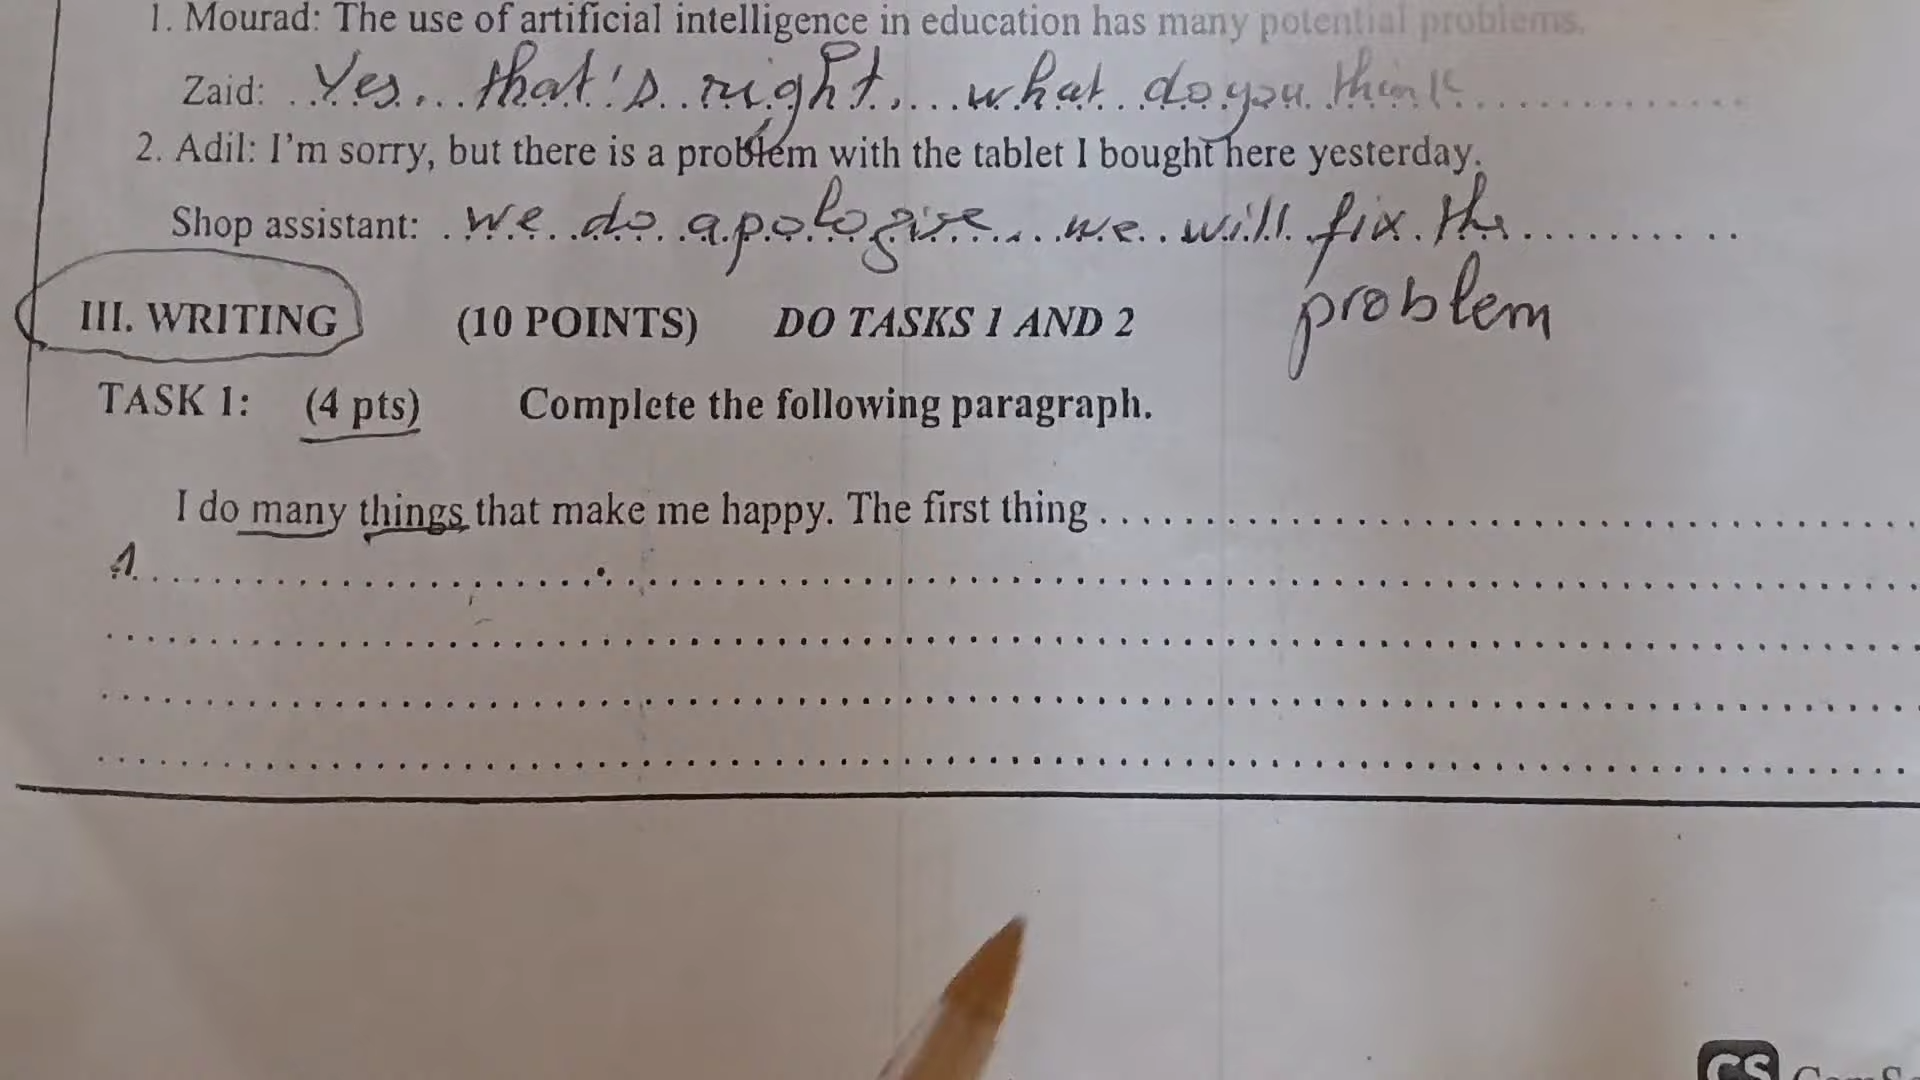 1. Mourad: The use of artificial intelligence in education has many potential problems.
Zaid: Yes... that's right... what do you think
2. Adil: I'm sorry, but there is a problem with the tablet I bought here yesterday.
Shop assistant: we do apologise... we will fix the
problem
III. WRITING (10 POINTS) DO TASKS 1 AND 2
TASK 1: (4 pts) Complete the following paragraph.
I do many things that make me happy. The first thing
1.
CS